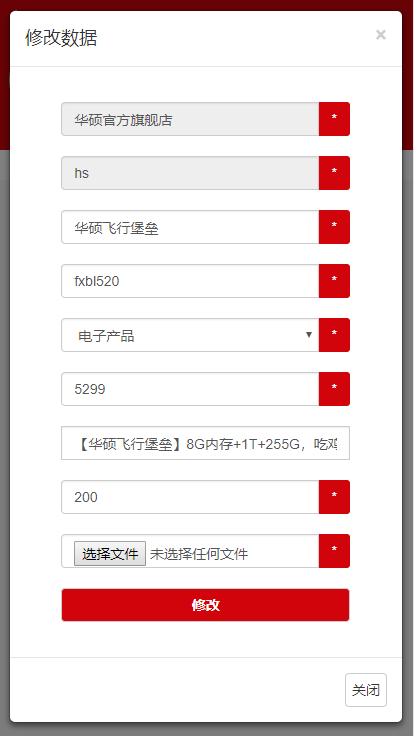 修改数据 ×
华硕官方旗舰店 *
hs *
华硕飞行堡垒 *
fxbl520 *
电子产品 *
5299 *
【华硕飞行堡垒】8G内存+1T+255G，吃鸡
200 *
选择文件 未选择任何文件 *
修改
关闭